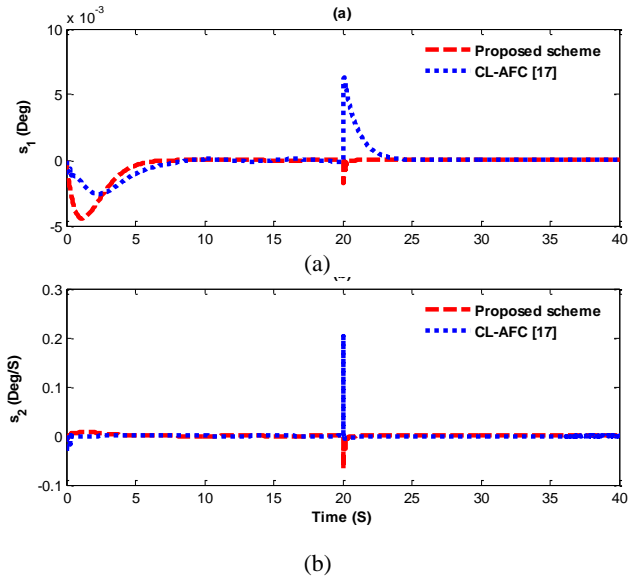 (a)
x 10^-3
10
5
0
-5
s_1 (Deg)
Proposed scheme
CL-AFC [17]
0 5 10 15 20 25 30 35 40
(a)
0.3
0.2
0.1
0
-0.1
s_2 (Deg/S)
Proposed scheme
CL-AFC [17]
0 5 10 15 20 25 30 35 40
Time (S)
(b)